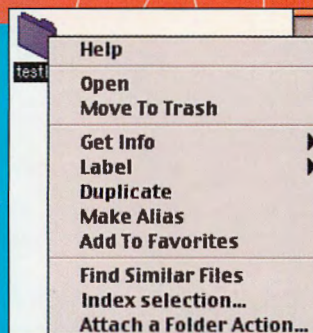 Help
test
Open
Move To Trash
Get Info
Label
Duplicate
Make Alias
Add To Favorites
Find Similar Files
Index selection...
Attach a Folder Action...